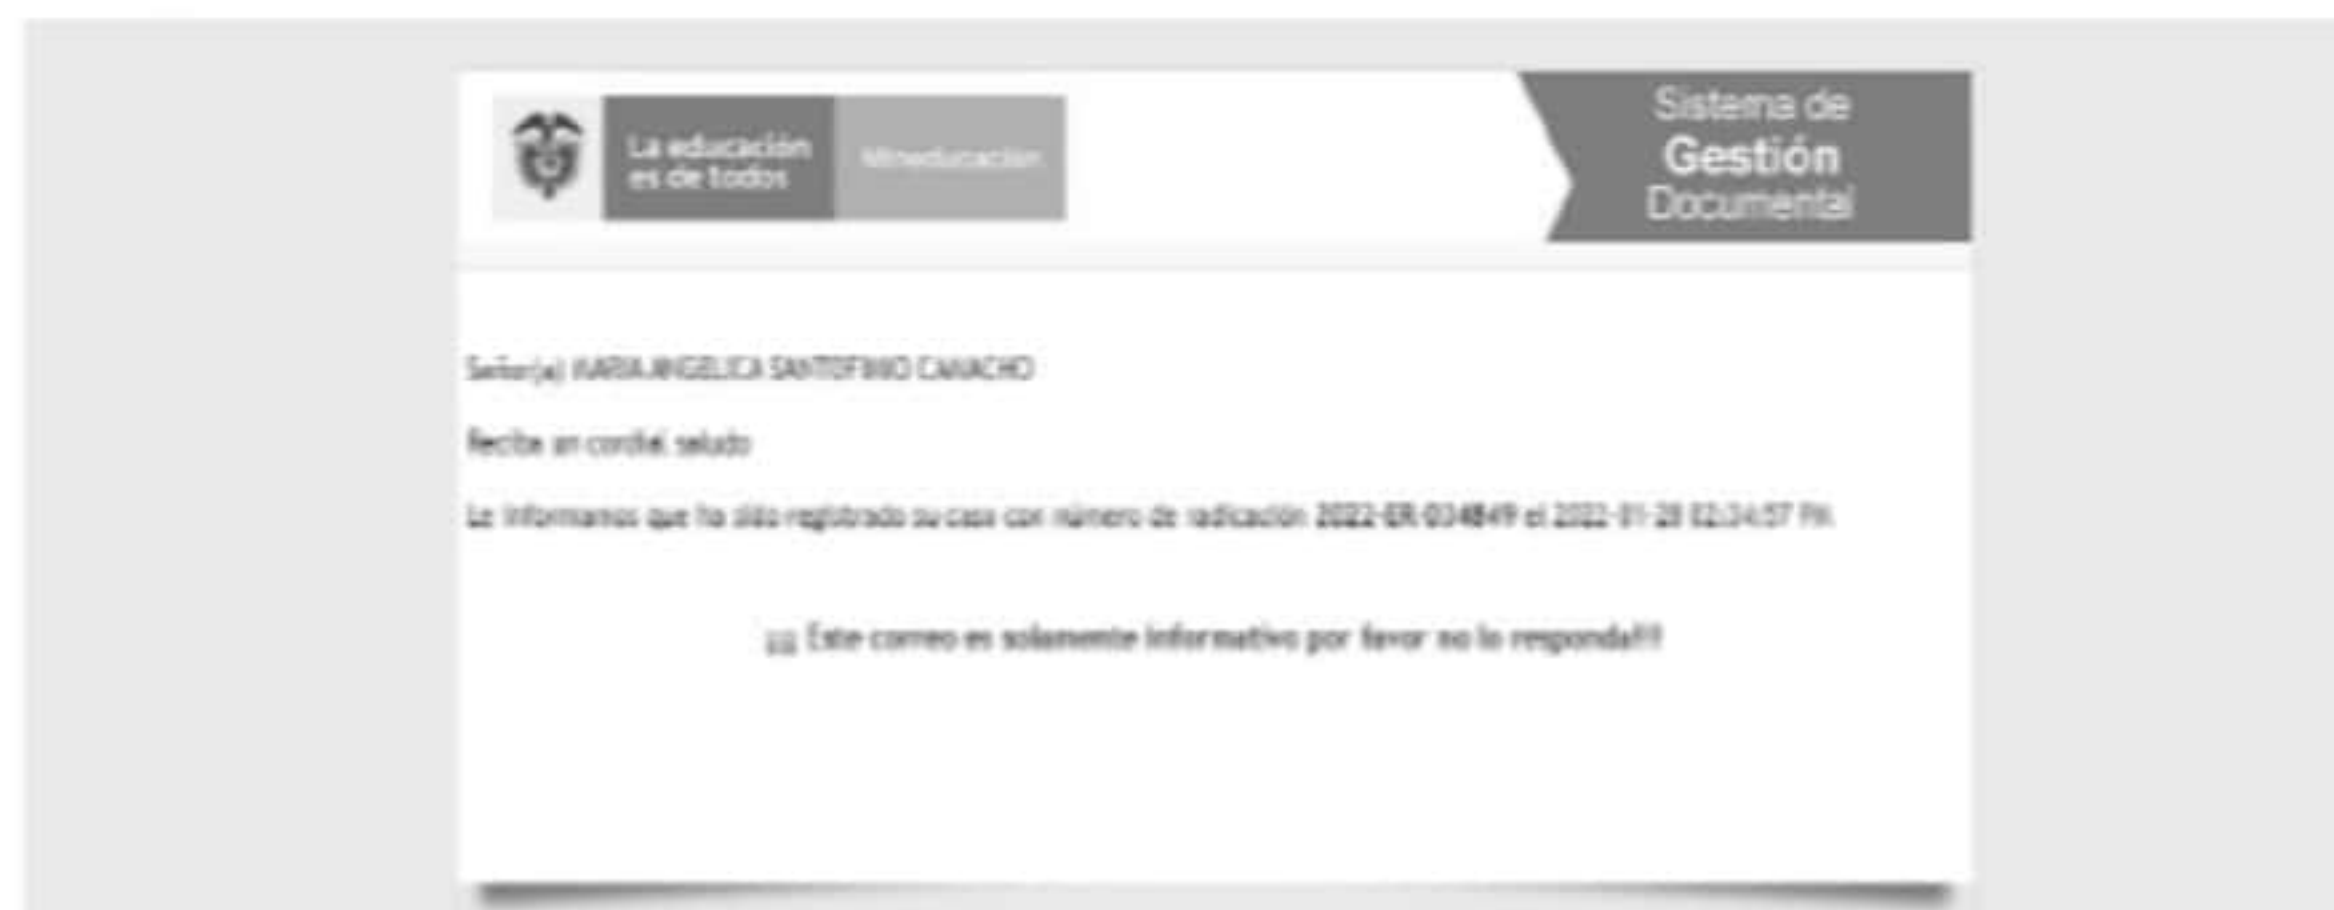 La educación
es de todos
Mineducación
Sistema de
Gestión
Documental
Señor(a) MARIA ANGELICA SANTOFIMIO CAMACHO
Reciba un cordial saludo
Le informamos que ha sido registrado su caso con número de radicación 2022-ER-034849 el 2022-01-28 02:34:57 PM
¡¡¡ Este correo es solamente informativo por favor no lo responda!!!